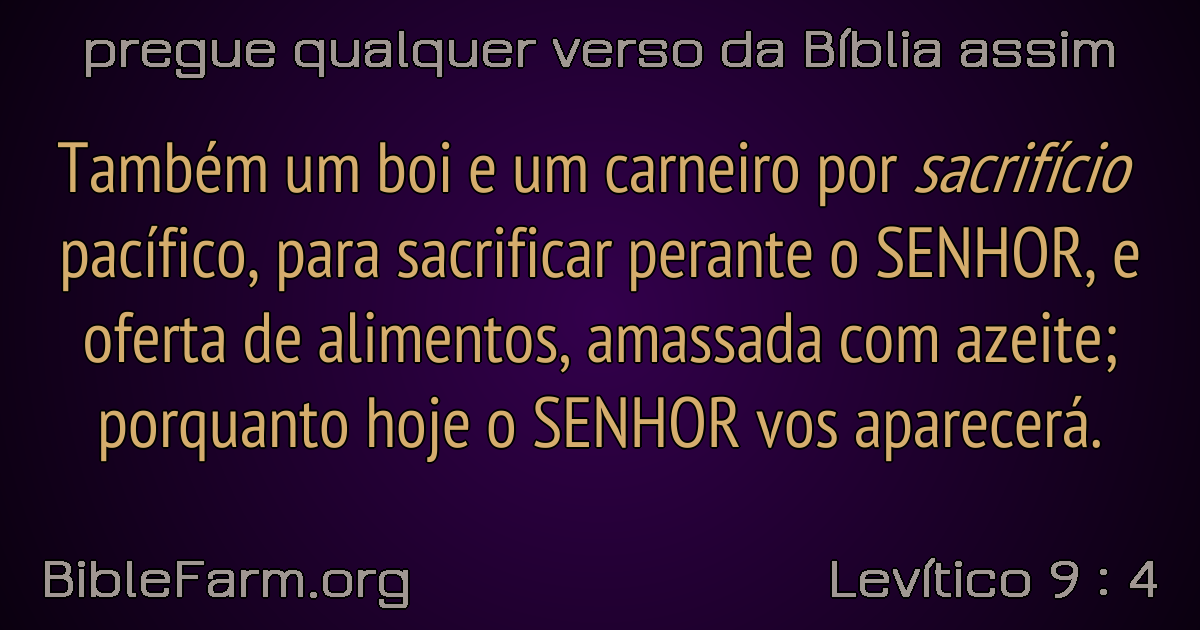 pregue qualquer verso da Bíblia assim
Também um boi e um carneiro por sacrifício
pacífico, para sacrificar perante o SENHOR, e
oferta de alimentos, amassada com azeite;
porquanto hoje o SENHOR vos aparecerá.
BibleFarm.org
Levítico 9 : 4